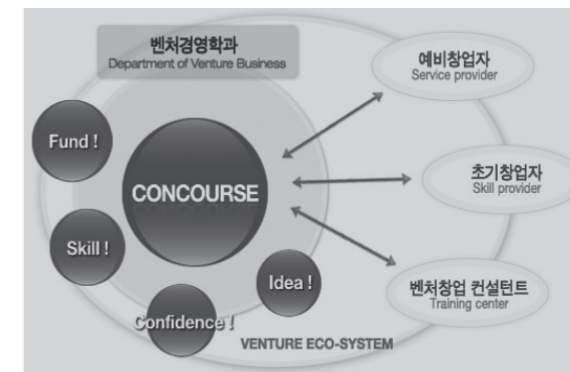 벤처경영학과
Department of Venture Business
예비창업자
Service provider
Fund !
CONCOURSE
초기창업자
Skill provider
Skill !
Idea !
벤처창업 컨설턴트
Training center
Confidence !
VENTURE ECO-SYSTEM